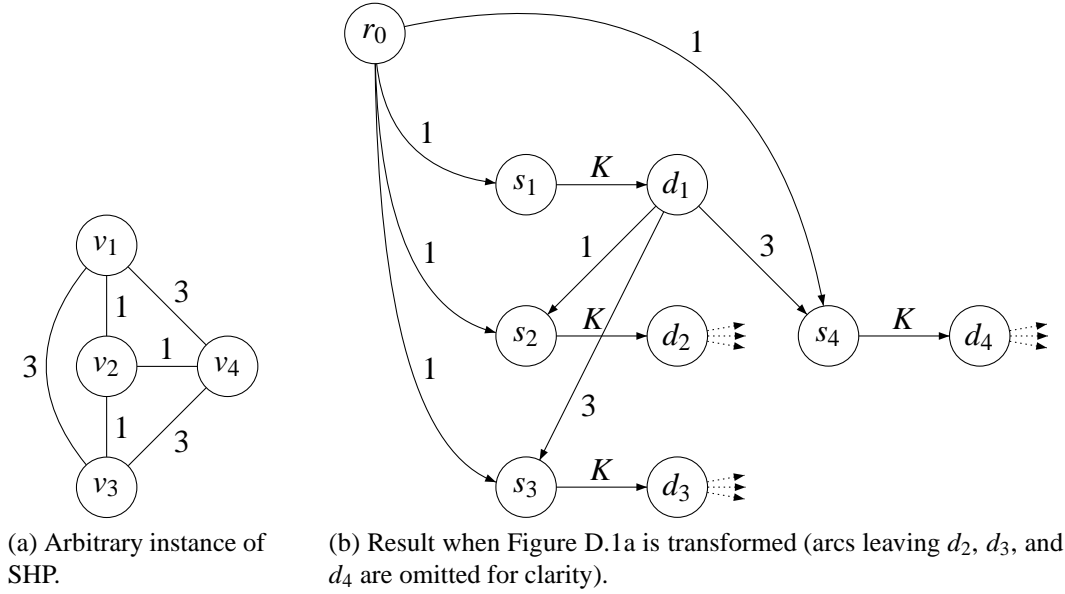 r0
1
1
s1
K
d1
v1
1
1
3
3
1
s2
K
d2
s4
K
d4
v2
1
v4
3
1
3
1
3
v3
s3
K
d3
(a) Arbitrary instance of
SHP.
(b) Result when Figure D.1a is transformed (arcs leaving d2, d3, and
d4 are omitted for clarity).